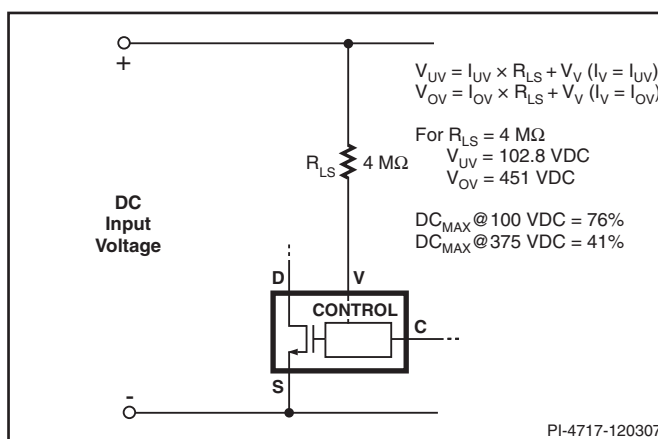 +
V_UV = I_UV × R_LS + V_V (I_V = I_UV)
V_OV = I_OV × R_LS + V_V (I_V = I_OV)
For R_LS = 4 MΩ
V_UV = 102.8 VDC
V_OV = 451 VDC
DC_MAX@100 VDC = 76%
DC_MAX@375 VDC = 41%
R_LS 4 MΩ
DC
Input
Voltage
D V
CONTROL
C
S
-
PI-4717-120307